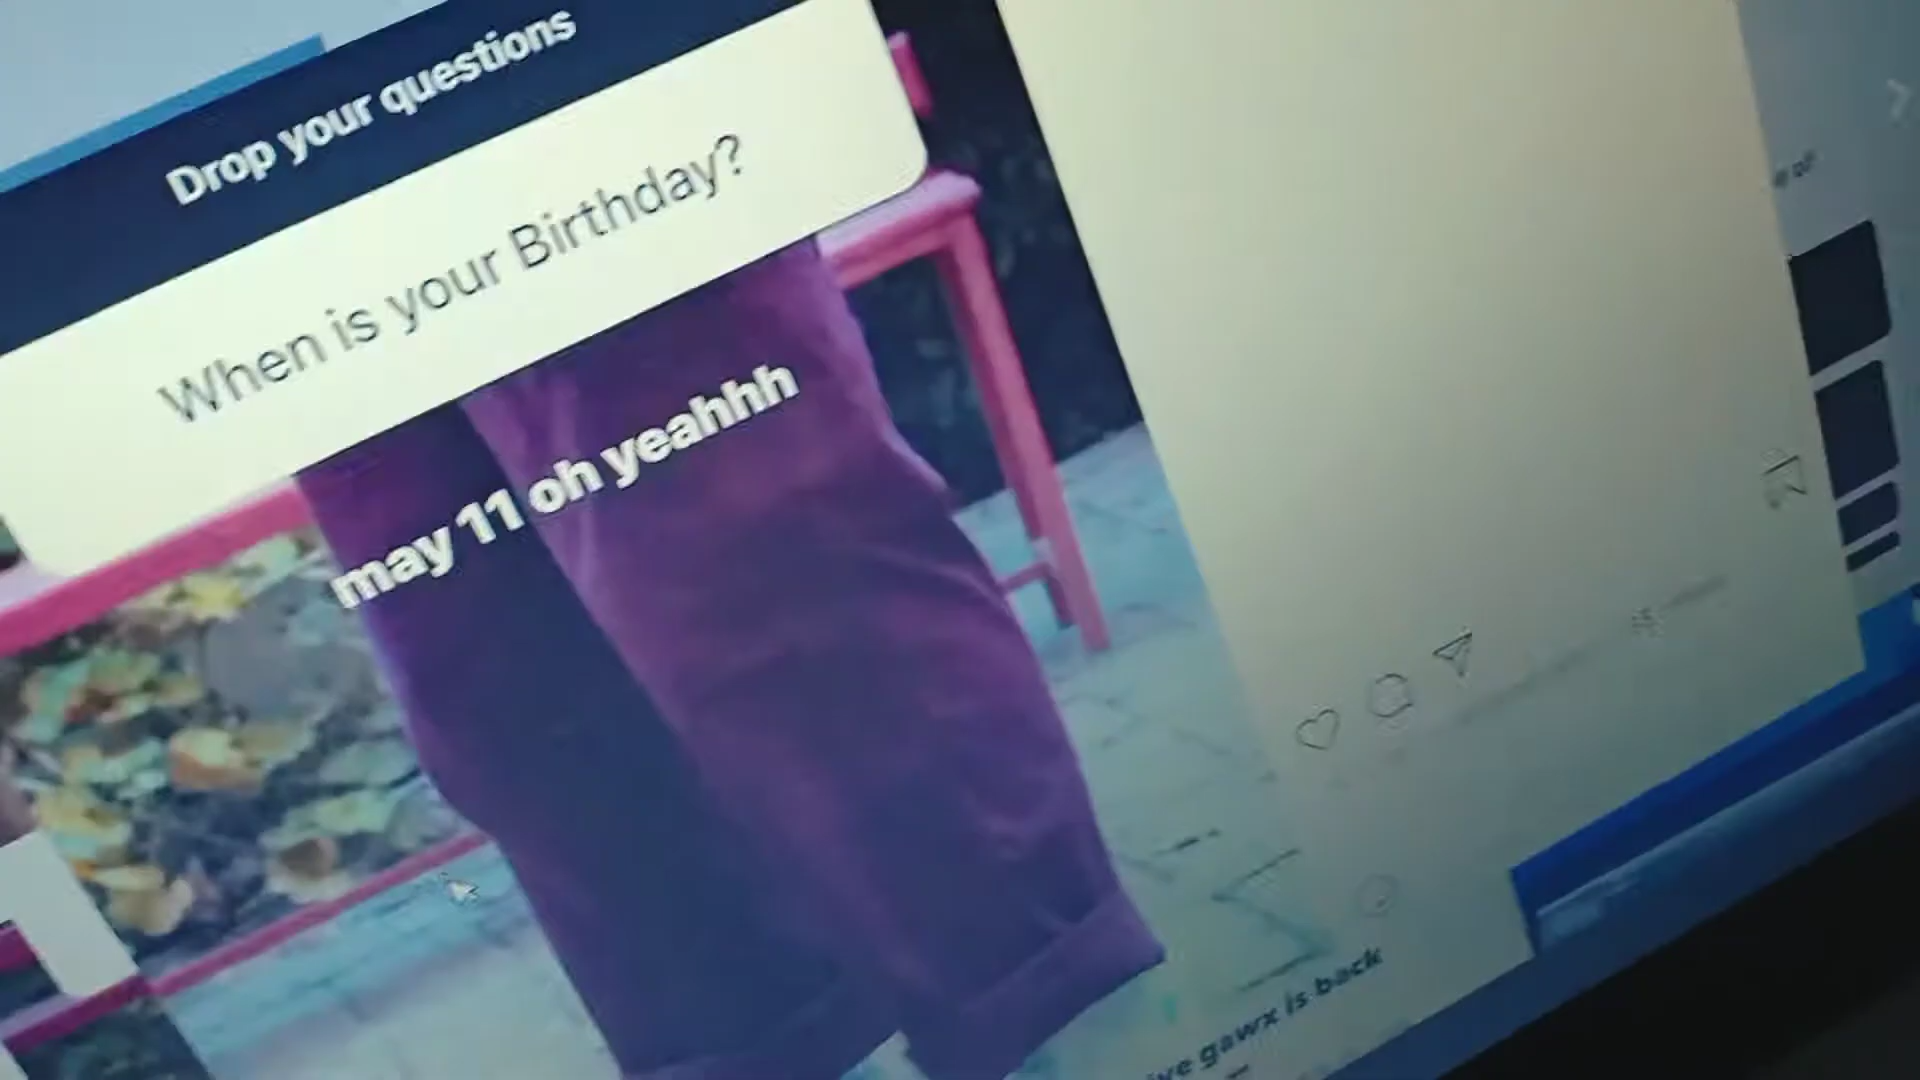 Drop your questions
When is your Birthday?
may 11 oh yeahhh
gawx is back